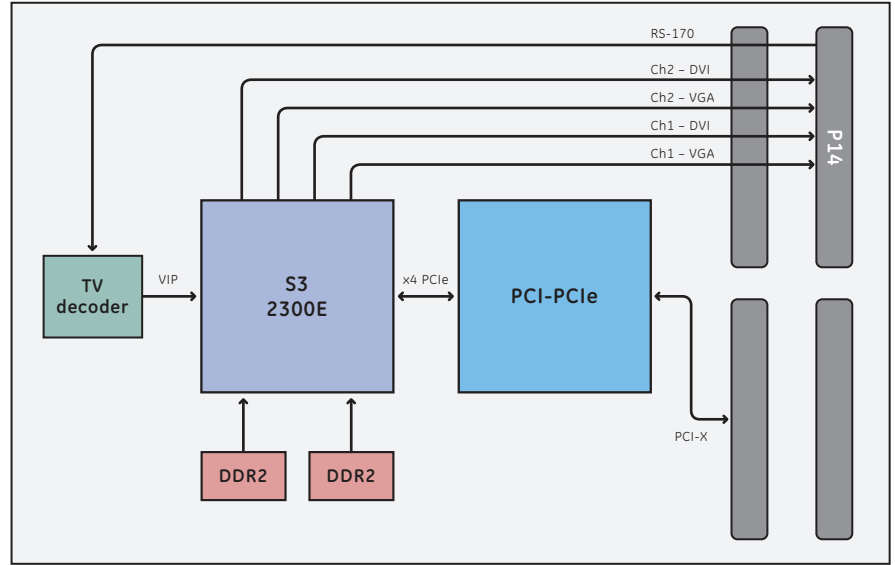 RS-170
Ch2 – DVI
Ch2 – VGA
Ch1 – DVI
Ch1 – VGA
P14
TV
decoder
VIP
S3
2300E
x4 PCIe
PCI-PCIe
PCI-X
DDR2
DDR2